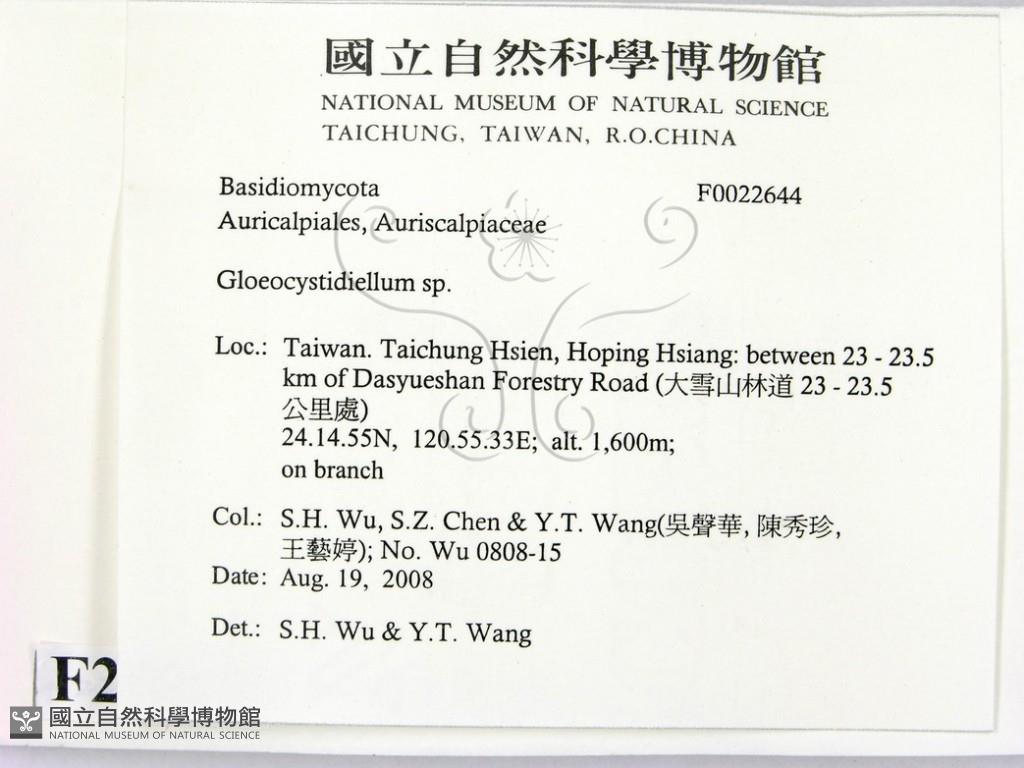 國立自然科學博物館
NATIONAL MUSEUM OF NATURAL SCIENCE
TAICHUNG, TAIWAN, R.O.CHINA
Basidiomycota
F0022644
Auricalpiales, Auriscalpiaceae
Gloeocystidiellum sp.
Loc.: Taiwan. Taichung Hsien, Hoping Hsiang: between 23 - 23.5
km of Dasyueshan Forestry Road (大雪山林道 23 - 23.5
公里處)
24.14.55N, 120.55.33E; alt. 1,600m;
on branch
Col.: S.H. Wu, S.Z. Chen & Y.T. Wang(吳聲華, 陳秀珍,
王藝婷); No. Wu 0808-15
Date: Aug. 19, 2008
Det.: S.H. Wu & Y.T. Wang
F2
國立自然科學博物館
NATIONAL MUSEUM OF NATURAL SCIENCE